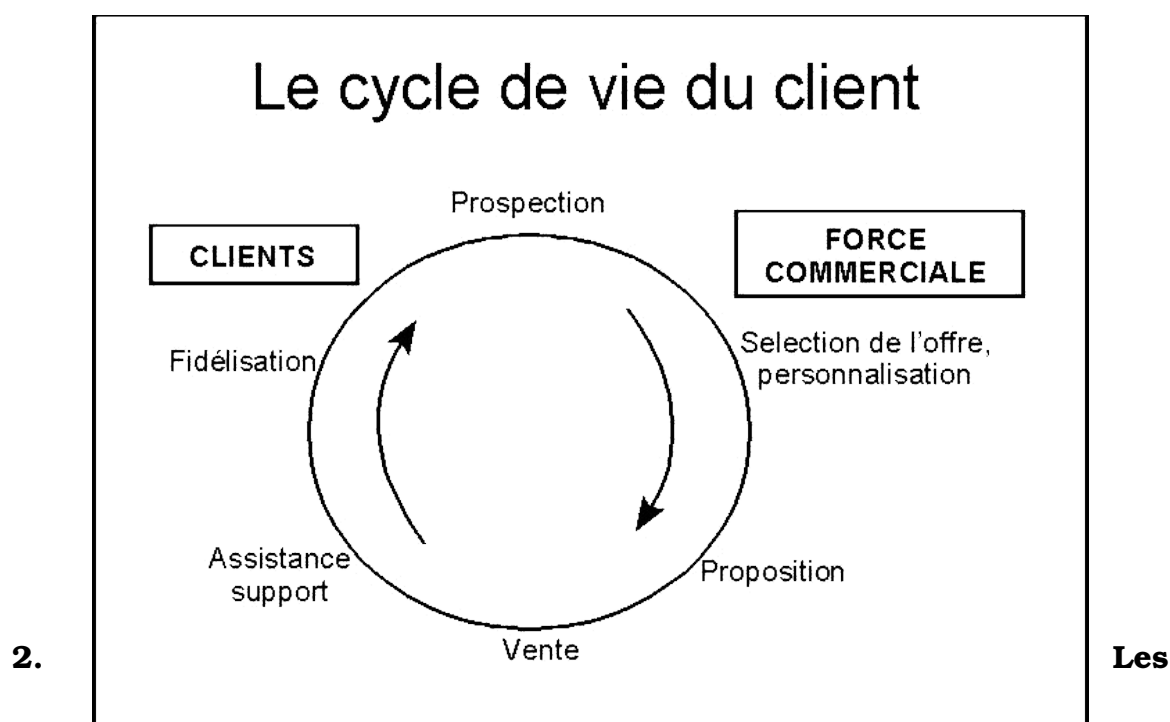 Le cycle de vie du client
Prospection
CLIENTS
FORCE
COMMERCIALE
Fidélisation
Selection de l'offre,
personnalisation
Assistance
support
Proposition
Vente
2.
Les